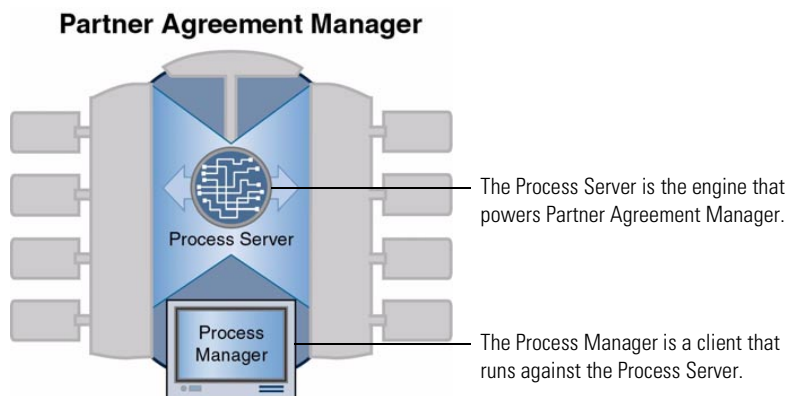 Partner Agreement Manager
The Process Server is the engine that
powers Partner Agreement Manager.
Process Server
Process
Manager
The Process Manager is a client that
runs against the Process Server.